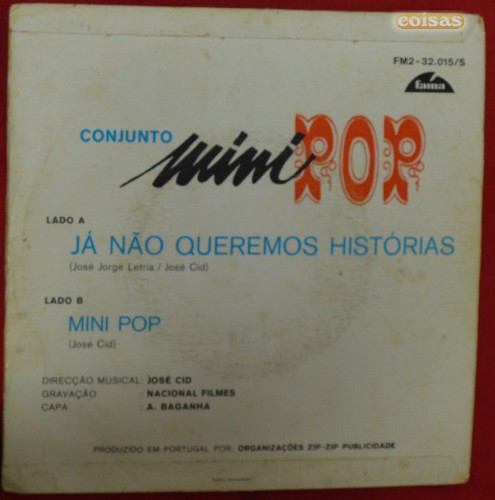 coisas
FM2-32.015/S
fama
CONJUNTO mini POP
LADO A
JÁ NÃO QUEREMOS HISTÓRIAS
(José Jorge Letria / José Cid)
LADO B
MINI POP
(José Cid)
DIRECÇÃO MUSICAL: JOSÉ CID
GRAVAÇÃO : NACIONAL FILMES
CAPA : A. BAGANHA
PRODUZIDO EM PORTUGAL POR: ORGANIZAÇÕES ZIP-ZIP PUBLICIDADE